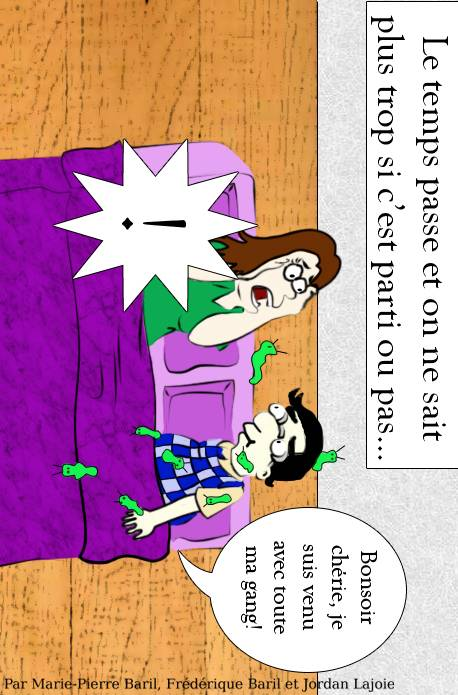 Le temps passe et on ne sait
plus trop si c'est parti ou pas...
!
Bonsoir
chérie, je
suis venu
avec toute
ma gang!
Par Marie-Pierre Baril, Frédérique Baril et Jordan Lajoie